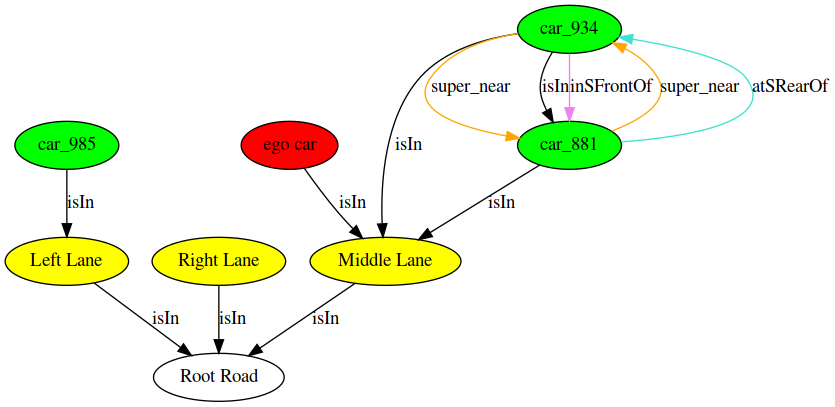 car_934
super_near
isIn
inSFrontOf
super_near
atSRearOf
car_985
ego car
isIn
car_881
isIn
isIn
isIn
Left Lane
Right Lane
Middle Lane
isIn
isIn
isIn
Root Road